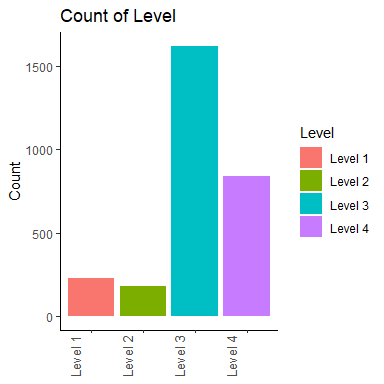 Count of Level
1500
1000
500
0
Count
Level 1
Level 2
Level 3
Level 4
Level
Level 1
Level 2
Level 3
Level 4